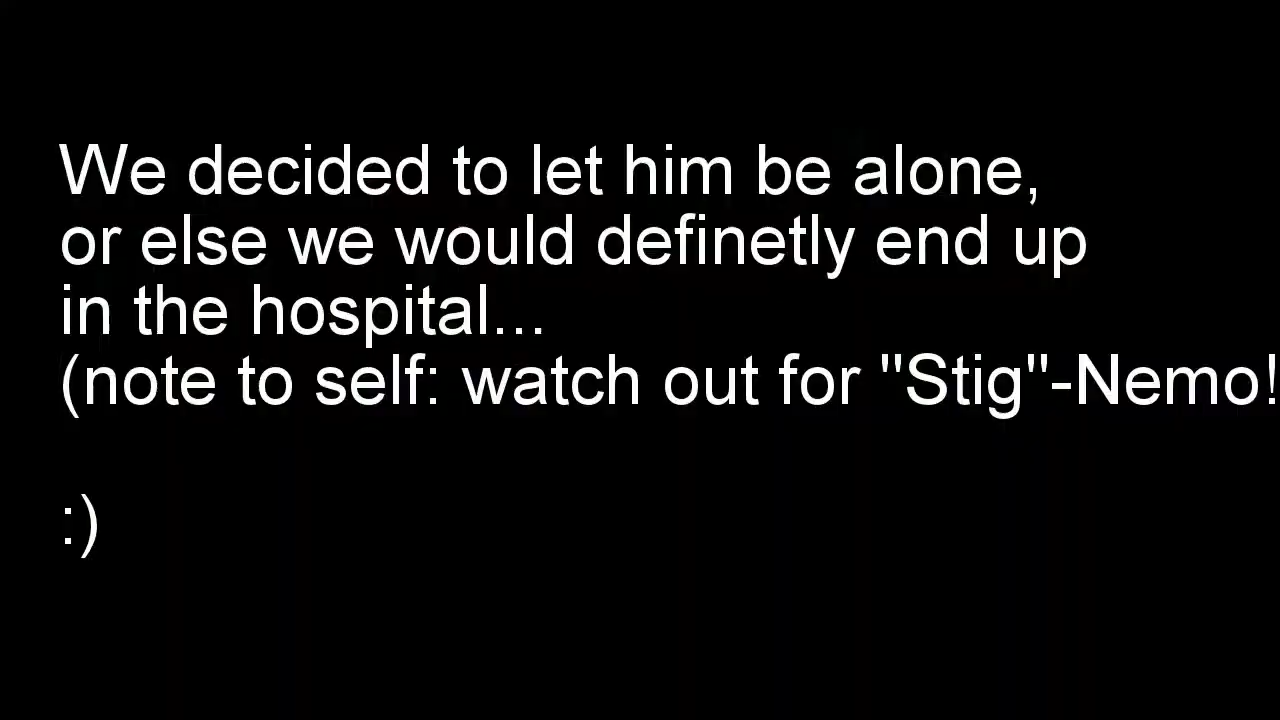 We decided to let him be alone,
or else we would definetly end up
in the hospital...
(note to self: watch out for "Stig"-Nemo!
:)